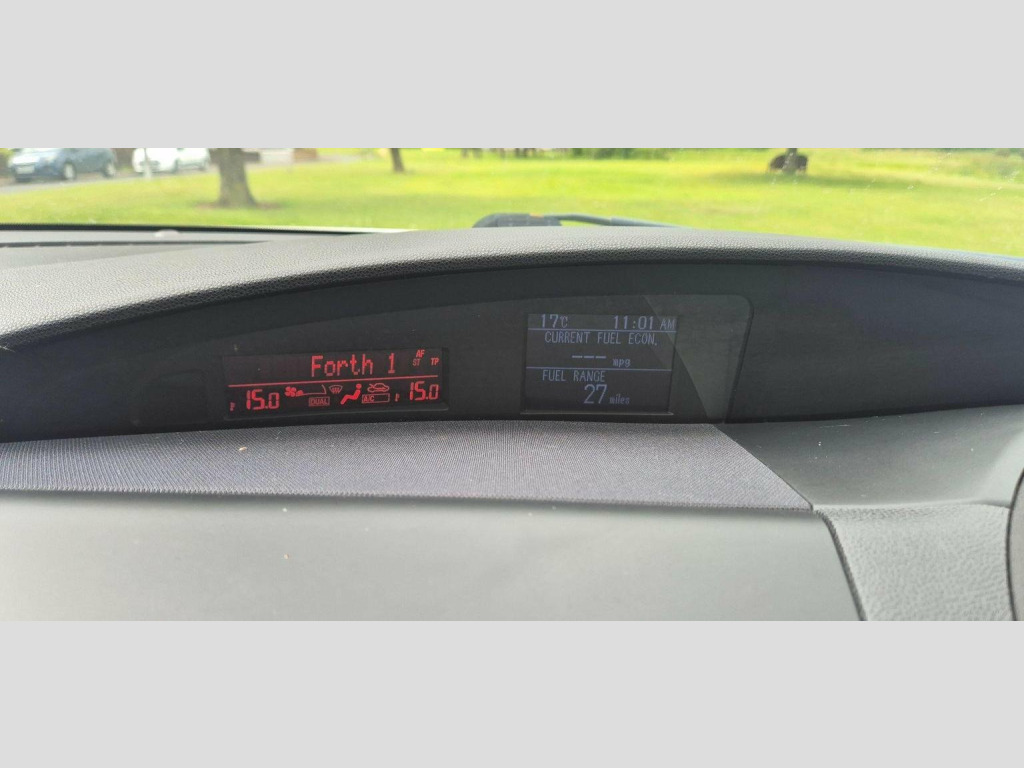 Forth 1
AF
DT TP
15.0 DUAL A/C 15.0
17°C 11:01 AM
CURRENT FUEL ECON.
--- mpg
FUEL RANGE
27 miles